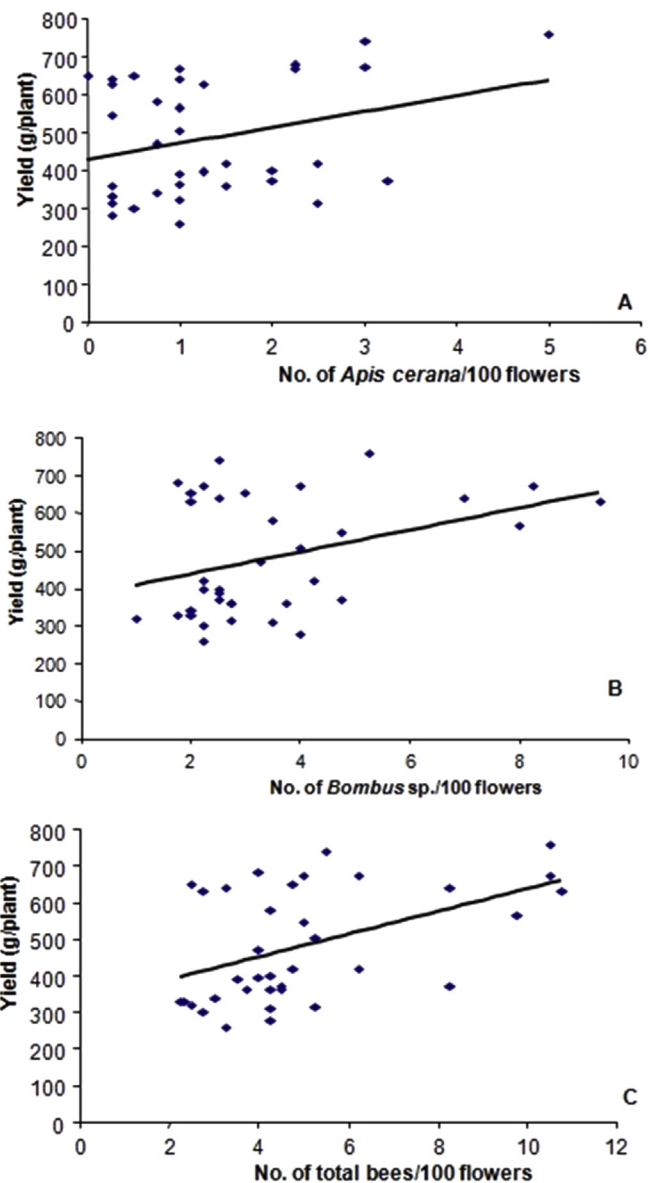 800
700
600
500
400
300
200
100
0
Yield (g/plant)
0 1 2 3 4 5 6
No. of Apis cerana/100 flowers
A
800
700
600
500
400
300
200
100
0
Yield (g/plant)
0 2 4 6 8 10
No. of Bombus sp./100 flowers
B
800
700
600
500
400
300
200
100
0
Yield (g/plant)
0 2 4 6 8 10 12
No. of total bees/100 flowers
C